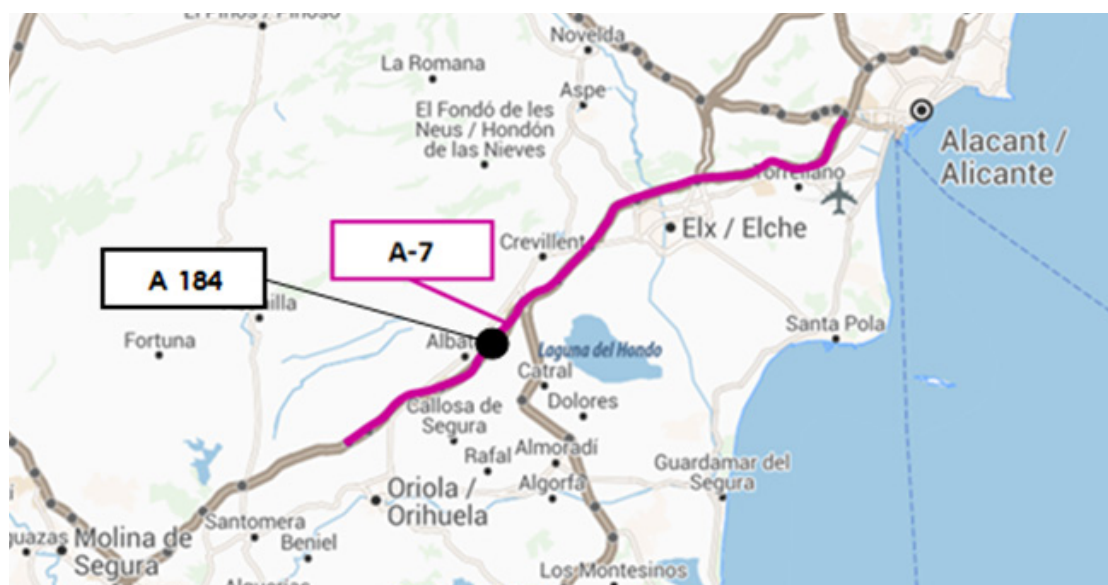 Novelda
La Romana
Aspe
El Fondó de les
Neus / Hondón
de las Nieves
Alacant /
Alicante
Torrellano
Elx / Elche
A-7
Crevillent
A 184
Fortuna
Santa Pola
Laguna del Hondo
Catral
Dolores
Callosa de
Segura
Rafal
Almoradí
Algorfa
Guardamar del
Segura
Oriola /
Orihuela
Santomera
Beniel
Molina de
Segura
Los Montesinos